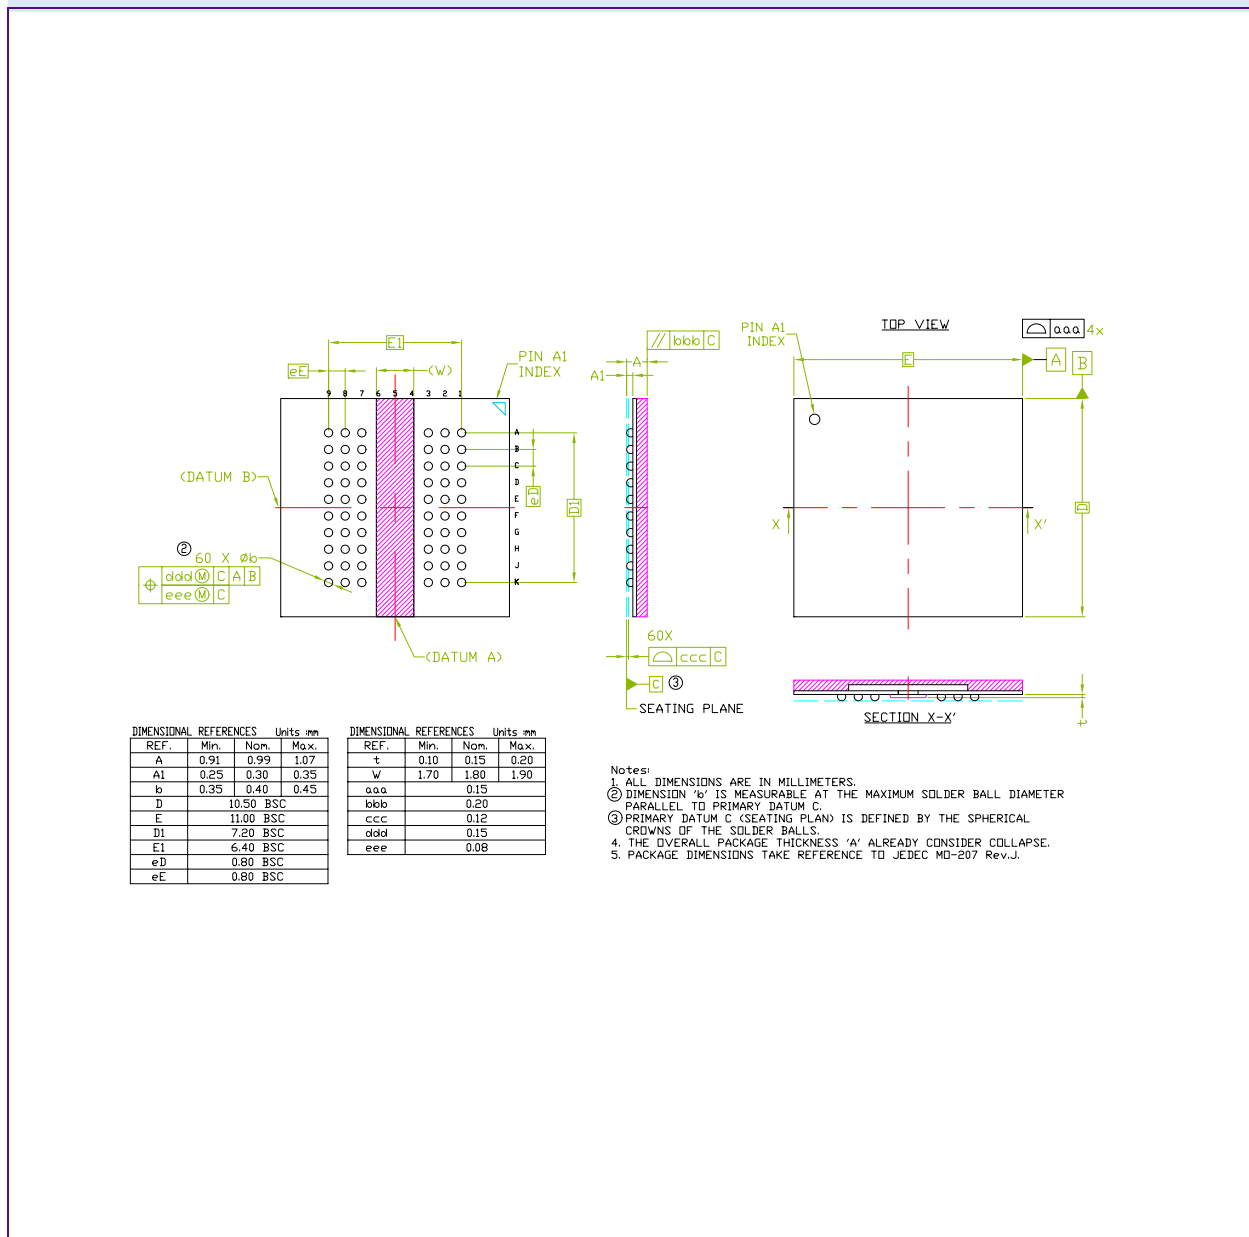 TOP VIEW
aaa 4x
PIN A1
INDEX
E
A
B
// bbb C
A
A1
E1
eE
(W)
PIN A1
INDEX
9 8 7 6 5 4 3 2 1
A
B
C
D
E
F
G
H
J
K
(DATUM B)
eD
D1
X
X'
D
② 60 X Øb
ddd Ⓜ C A B
eee Ⓜ C
(DATUM A)
60X
ccc C
C ③
SEATING PLANE
SECTION X-X'
t
DIMENSIONAL REFERENCES Units :mm
REF. Min. Nom. Max.
A 0.91 0.99 1.07
A1 0.25 0.30 0.35
b 0.35 0.40 0.45
D 10.50 BSC
E 11.00 BSC
D1 7.20 BSC
E1 6.40 BSC
eD 0.80 BSC
eE 0.80 BSC
DIMENSIONAL REFERENCES Units :mm
REF. Min. Nom. Max.
t 0.10 0.15 0.20
W 1.70 1.80 1.90
aaa 0.15
bbb 0.20
ccc 0.12
ddd 0.15
eee 0.08
Notes:
1. ALL DIMENSIONS ARE IN MILLIMETERS.
② DIMENSION 'b' IS MEASURABLE AT THE MAXIMUM SOLDER BALL DIAMETER
PARALLEL TO PRIMARY DATUM C.
③ PRIMARY DATUM C (SEATING PLAN) IS DEFINED BY THE SPHERICAL
CROWNS OF THE SOLDER BALLS.
4. THE OVERALL PACKAGE THICKNESS 'A' ALREADY CONSIDER COLLAPSE.
5. PACKAGE DIMENSIONS TAKE REFERENCE TO JEDEC MO-207 Rev.J.